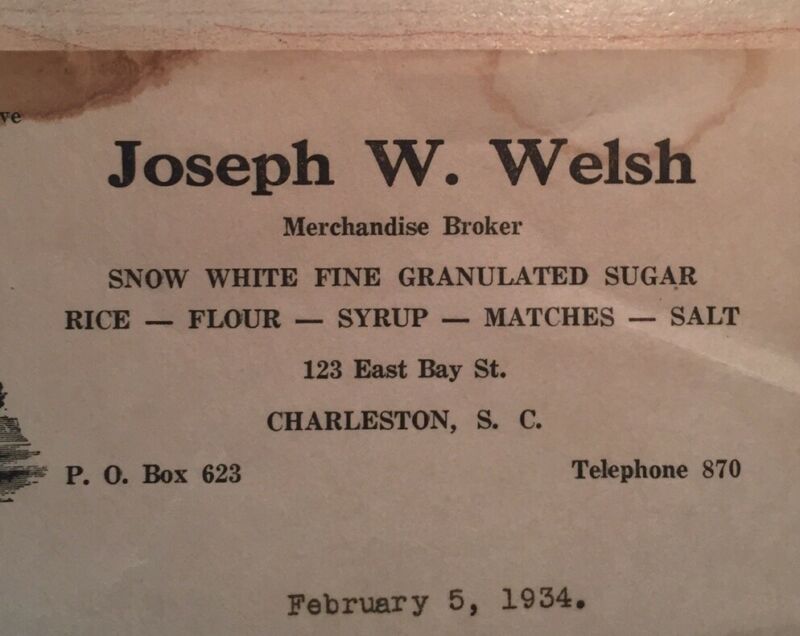 Joseph W. Welsh
Merchandise Broker
SNOW WHITE FINE GRANULATED SUGAR
RICE — FLOUR — SYRUP — MATCHES — SALT
123 East Bay St.
CHARLESTON, S. C.
P. O. Box 623 Telephone 870
February 5, 1934.